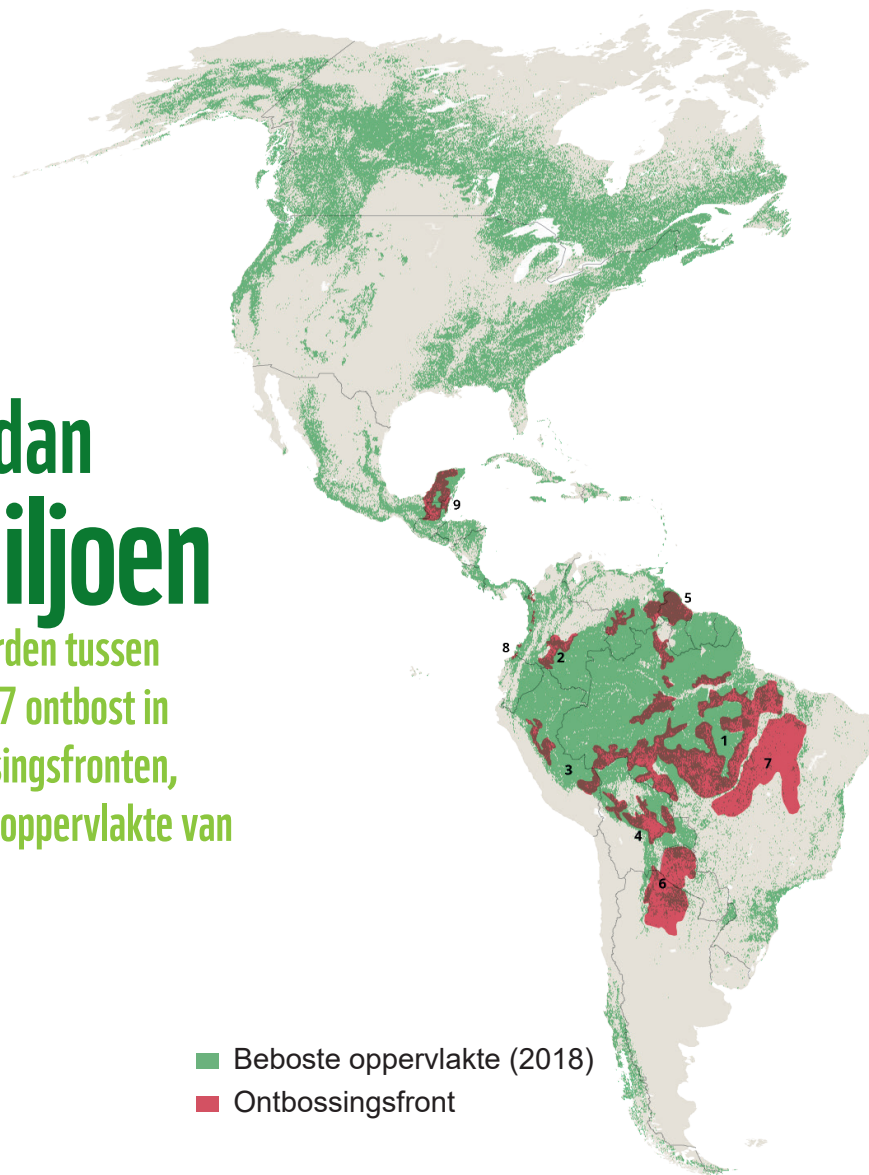 dan
iljoen
rden tussen
7 ontbost in
singsfronten,
oppervlakte van
9
5
8
2
1
7
3
4
6
Beboste oppervlakte (2018)
Ontbossingsfront